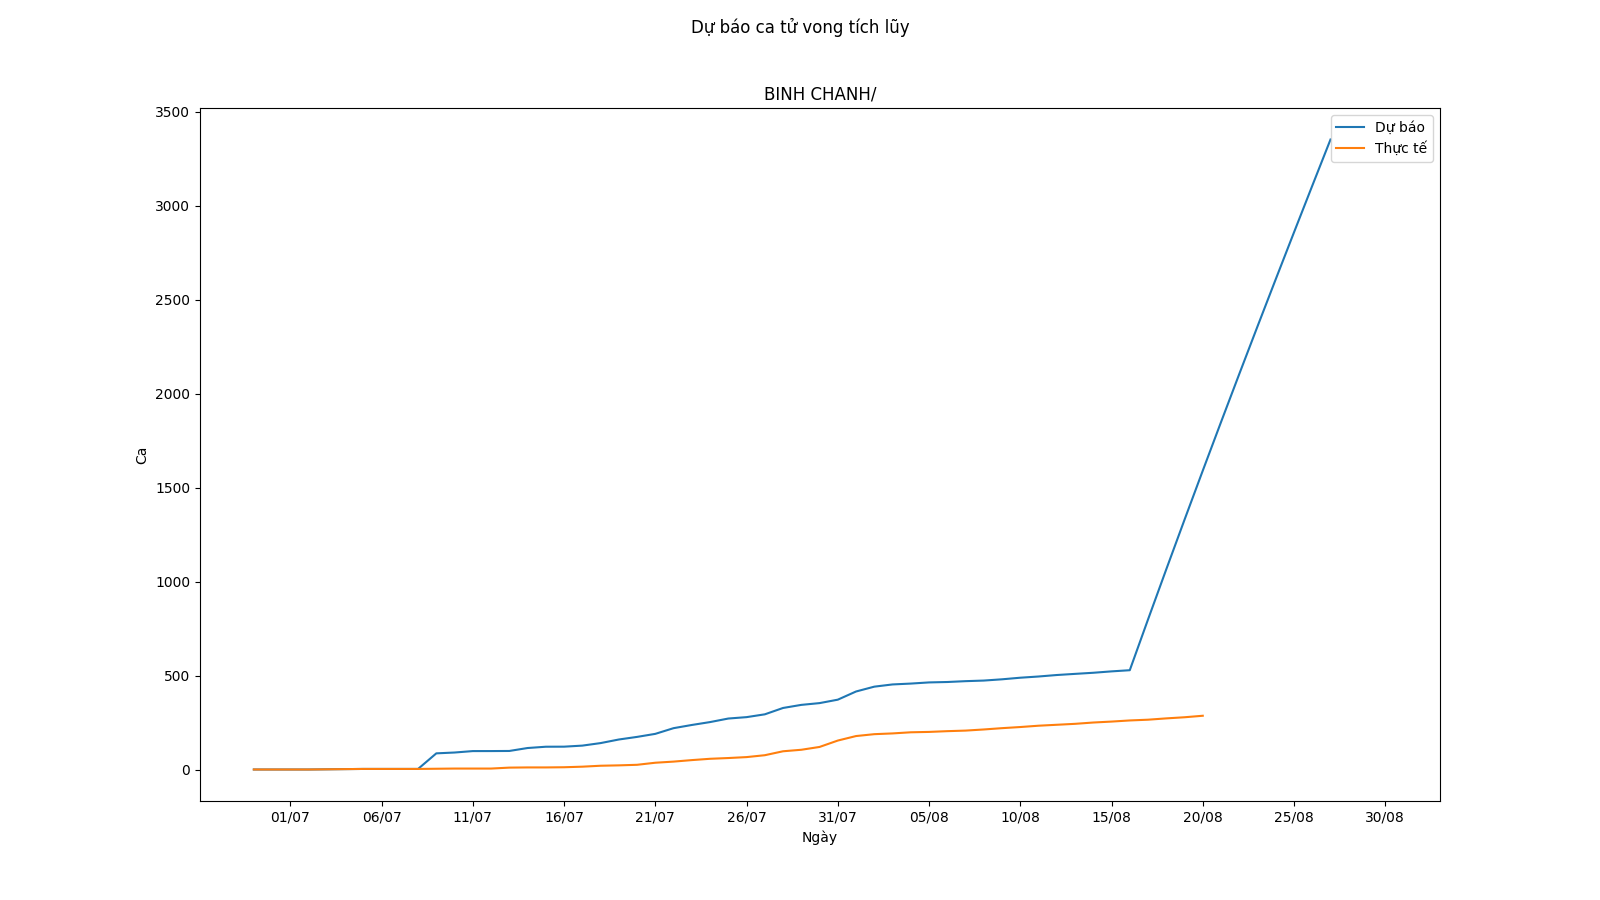 Dự báo ca tử vong tích lũy
BINH CHANH/
3500
3000
2500
2000
1500
1000
500
0
Ca
Dự báo
Thực tế
01/07 06/07 11/07 16/07 21/07 26/07 31/07 05/08 10/08 15/08 20/08 25/08 30/08
Ngày